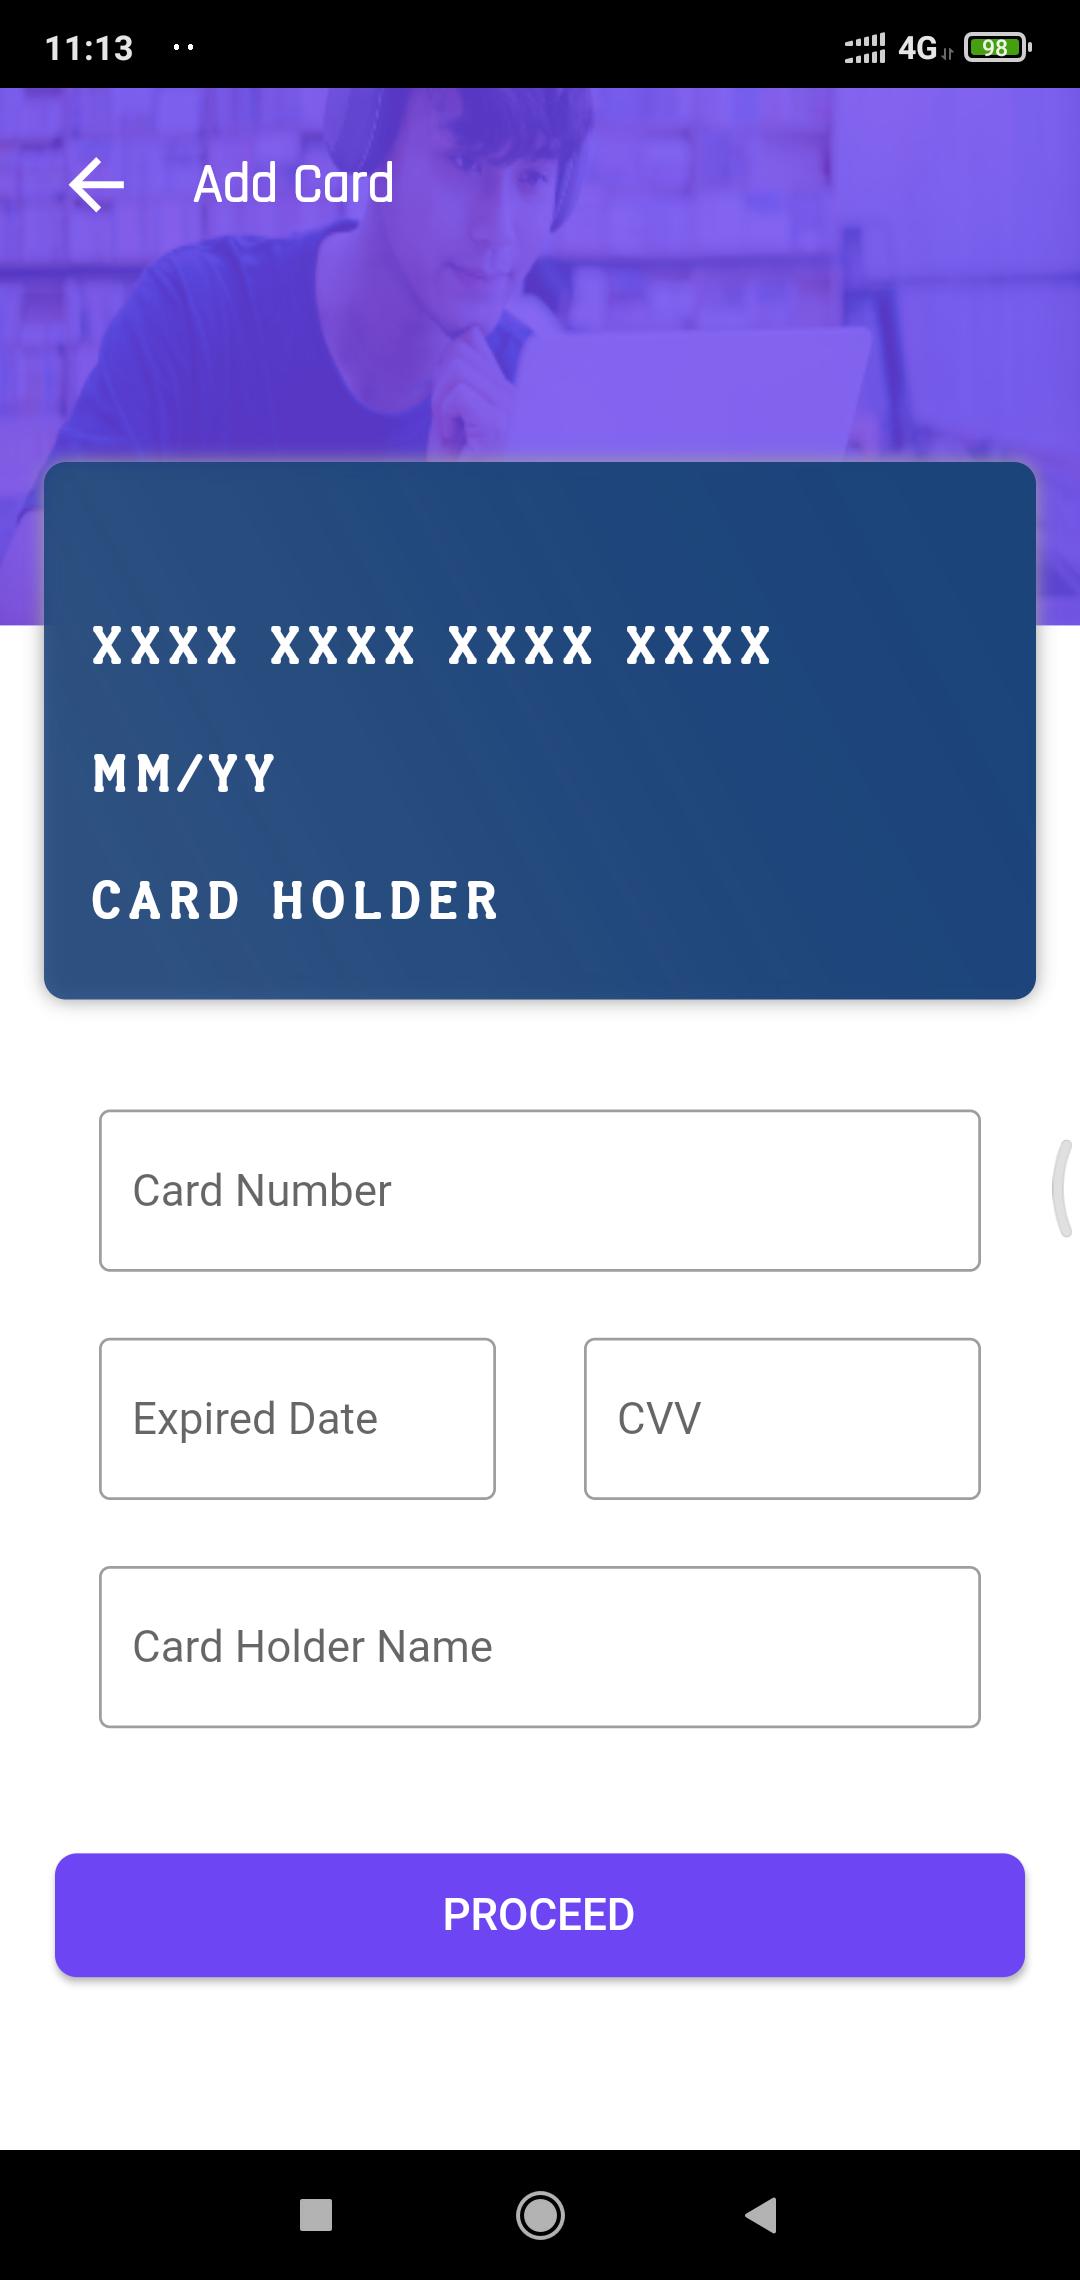 11:13
4G 98
Add Card
XXXX XXXX XXXX XXXX
MM/YY
CARD HOLDER
Card Number
Expired Date CVV
Card Holder Name
PROCEED